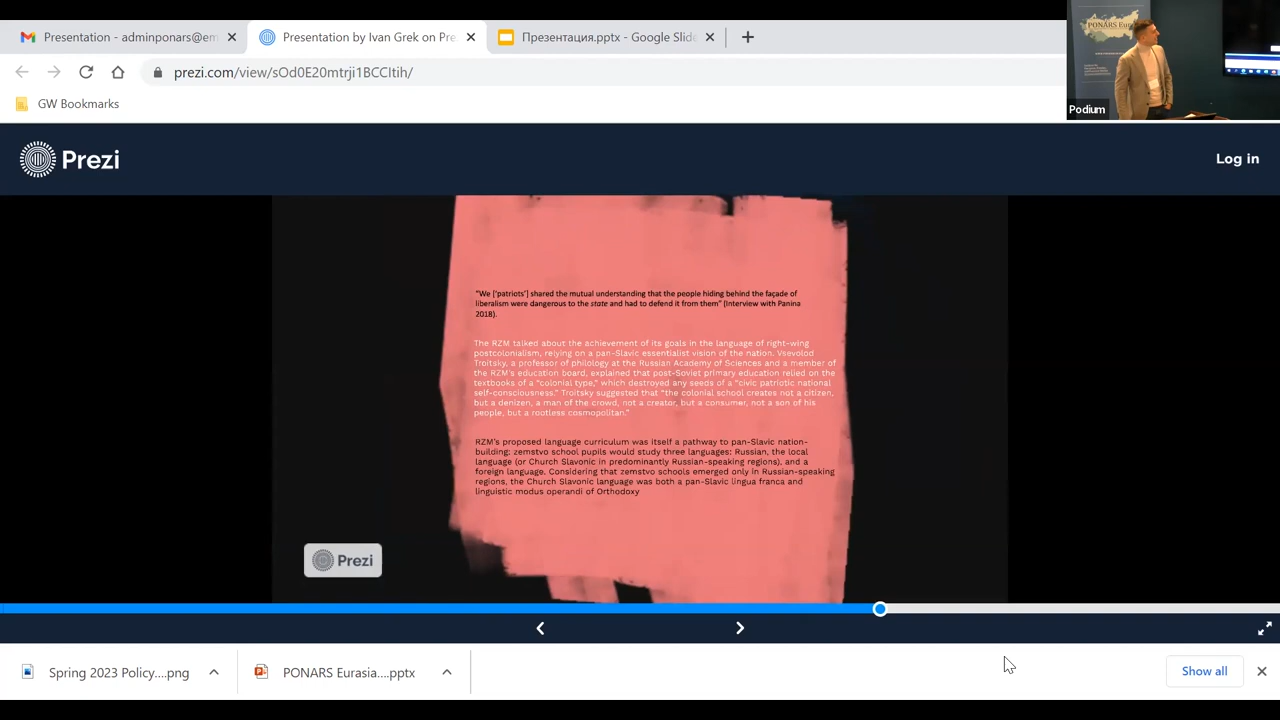 Presentation - adminponars@em
Presentation by Ivan Grek on Pre
Презентация.pptx - Google Slide
PONARS Eurasia
prezi.com/view/sOd0E20mtrji1BCCltih/
GW Bookmarks
Podium
Prezi
Log in
"We ['patriots'] shared the mutual understanding that the people hiding behind the façade of
liberalism were dangerous to the state and had to defend it from them" (Interview with Panina
2018).
The RZM talked about the achievement of its goals in the language of right-wing
postcolonialism, relying on a pan-Slavic essentialist vision of the nation. Vsevolod
Troitsky, a professor of philology at the Russian Academy of Sciences and a member of
the RZM's education board, explained that post-Soviet primary education relied on the
textbooks of a "colonial type," which destroyed any seeds of a "civic patriotic national
self-consciousness." Troitsky suggested that "the colonial school creates not a citizen,
but a denizen, a man of the crowd, not a creator, but a consumer, not a son of his
people, but a rootless cosmopolitan."
RZM's proposed language curriculum was itself a pathway to pan-Slavic nation-
building: zemstvo school pupils would study three languages: Russian, the local
language (or Church Slavonic in predominantly Russian-speaking regions), and a
foreign language. Considering that zemstvo schools emerged only in Russian-speaking
regions, the Church Slavonic language was both a pan-Slavic lingua franca and
linguistic modus operandi of Orthodoxy
Prezi
Spring 2023 Policy....png
PONARS Eurasia....pptx
Show all